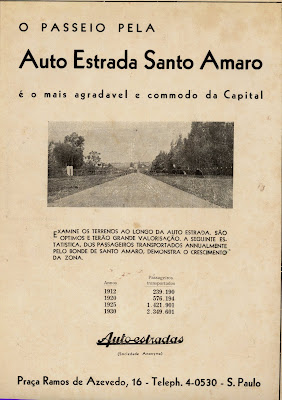 O PASSEIO PELA
Auto Estrada Santo Amaro
é o mais agradavel e commodo da Capital
EXAMINE OS TERRENOS AO LONGO DA AUTO ESTRADA. SÃO
OPTIMOS E TERÃO GRANDE VALORISAÇÃO. A SEGUINTE ES-
TATISTICA, DOS PASSAGEIROS TRANSPORTADOS ANNUALMENTE
PELO BONDE DE SANTO AMARO, DEMONSTRA O CRESCIMENTO
DA ZONA.
Annos Passageiros transportados
1912 239.190
1920 576.194
1925 1.421.901
1930 2.349.601
Auto-estradas
(Sociedade Anonyma)
Praça Ramos de Azevedo, 16 - Teleph. 4-0530 - S. Paulo